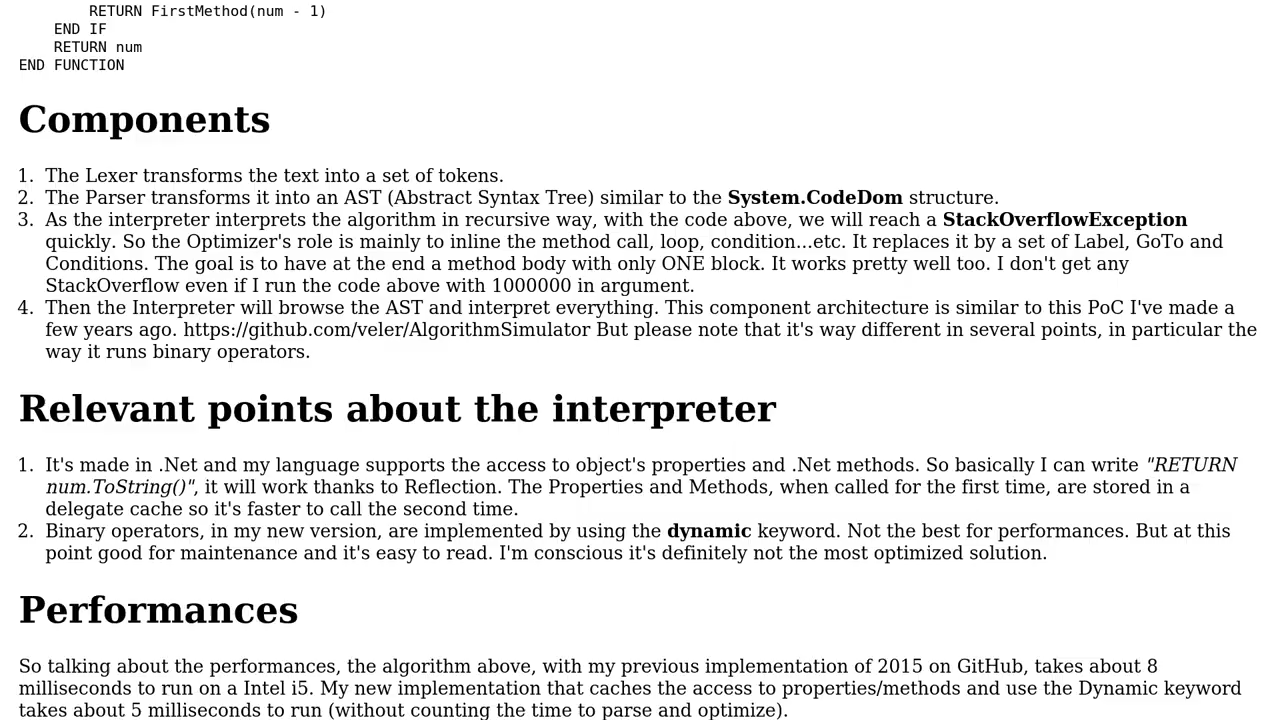 RETURN FirstMethod(num - 1)
    END IF
    RETURN num
END FUNCTION
Components
1. The Lexer transforms the text into a set of tokens.
2. The Parser transforms it into an AST (Abstract Syntax Tree) similar to the System.CodeDom structure.
3. As the interpreter interprets the algorithm in recursive way, with the code above, we will reach a StackOverflowException
quickly. So the Optimizer's role is mainly to inline the method call, loop, condition...etc. It replaces it by a set of Label, GoTo and
Conditions. The goal is to have at the end a method body with only ONE block. It works pretty well too. I don't get any
StackOverflow even if I run the code above with 1000000 in argument.
4. Then the Interpreter will browse the AST and interpret everything. This component architecture is similar to this PoC I've made a
few years ago. https://github.com/veler/AlgorithmSimulator But please note that it's way different in several points, in particular the
way it runs binary operators.
Relevant points about the interpreter
1. It's made in .Net and my language supports the access to object's properties and .Net methods. So basically I can write "RETURN
num.ToString()", it will work thanks to Reflection. The Properties and Methods, when called for the first time, are stored in a
delegate cache so it's faster to call the second time.
2. Binary operators, in my new version, are implemented by using the dynamic keyword. Not the best for performances. But at this
point good for maintenance and it's easy to read. I'm conscious it's definitely not the most optimized solution.
Performances
So talking about the performances, the algorithm above, with my previous implementation of 2015 on GitHub, takes about 8
milliseconds to run on a Intel i5. My new implementation that caches the access to properties/methods and use the Dynamic keyword
takes about 5 milliseconds to run (without counting the time to parse and optimize).